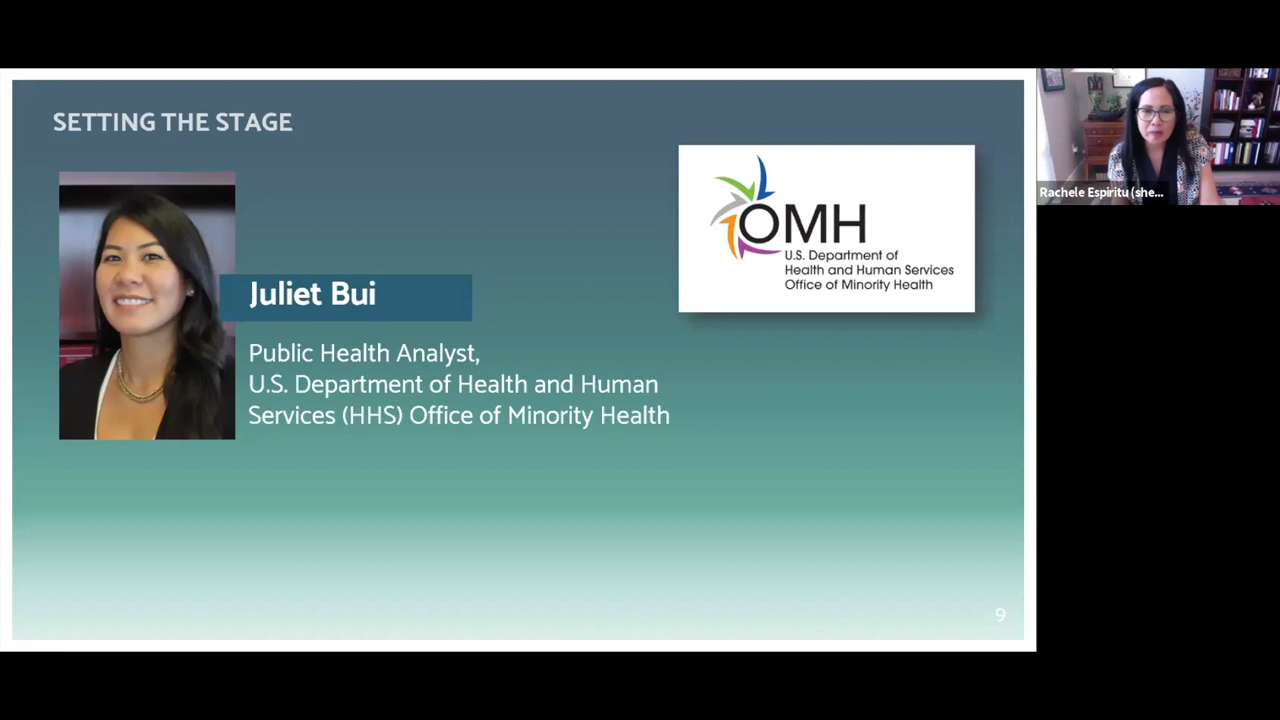 SETTING THE STAGE
OMH
U.S. Department of
Health and Human Services
Office of Minority Health
Juliet Bui
Public Health Analyst,
U.S. Department of Health and Human
Services (HHS) Office of Minority Health
9
Rachele Espiritu (she...